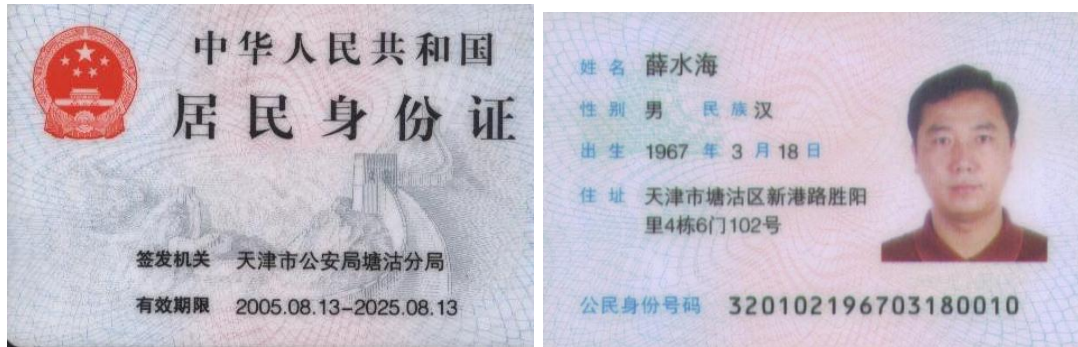 中华人民共和国
居民身份证
签发机关 天津市公安局塘沽分局
有效期限 2005.08.13-2025.08.13
姓名 薛水海
性别 男 民族 汉
出生 1967 年 3 月 18 日
住址 天津市塘沽区新港路胜阳
里4栋6门102号
公民身份号码 320102196703180010